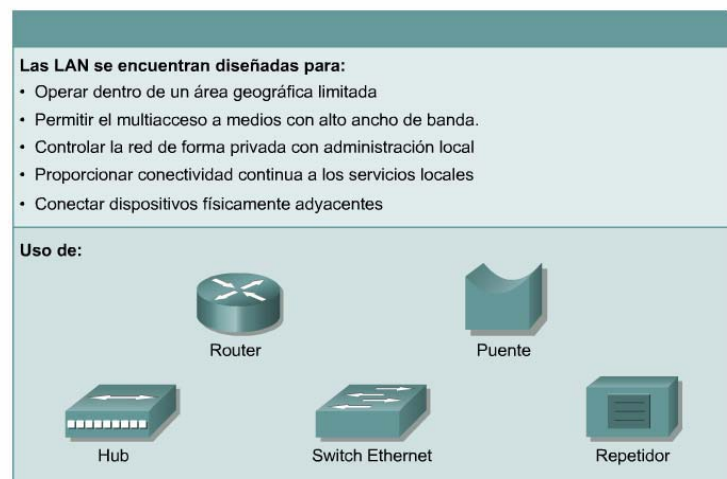 Las LAN se encuentran diseñadas para:
• Operar dentro de un área geográfica limitada
• Permitir el multiacceso a medios con alto ancho de banda.
• Controlar la red de forma privada con administración local
• Proporcionar conectividad continua a los servicios locales
• Conectar dispositivos físicamente adyacentes
Uso de:
Router
Puente
Hub
Switch Ethernet
Repetidor